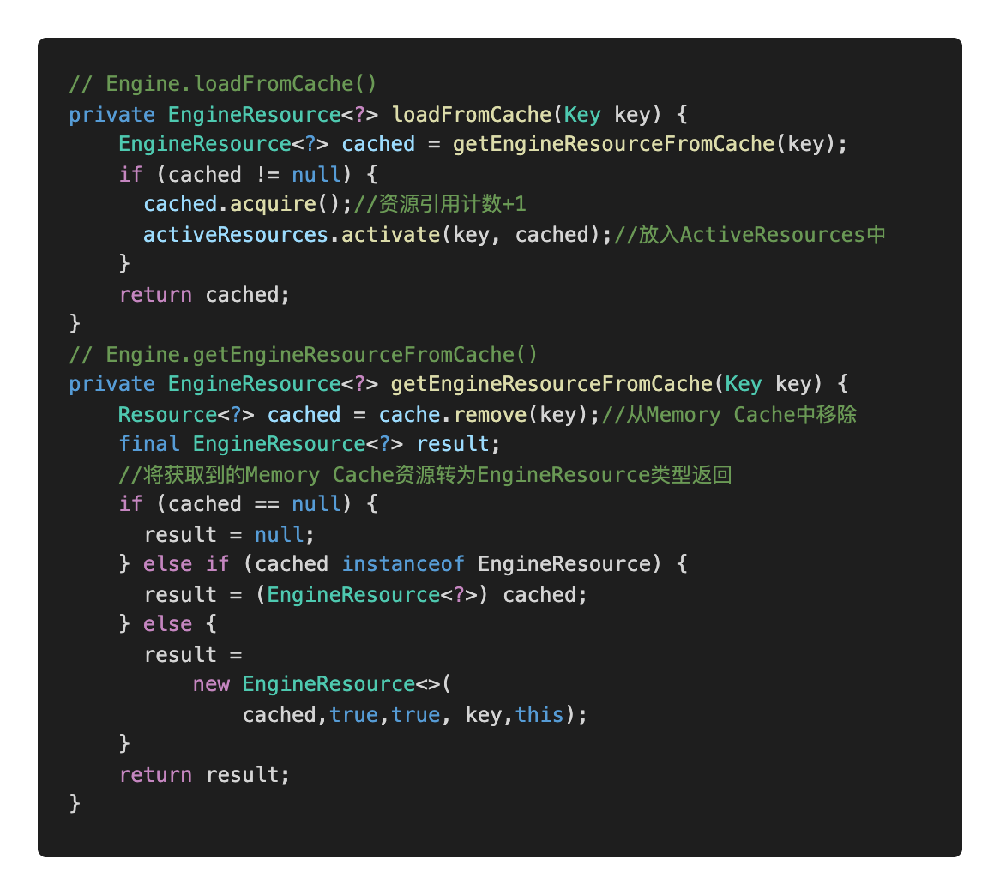 // Engine.loadFromCache()
private EngineResource<?> loadFromCache(Key key) {
    EngineResource<?> cached = getEngineResourceFromCache(key);
    if (cached != null) {
      cached.acquire();//资源引用计数+1
      activeResources.activate(key, cached);//放入ActiveResources中
    }
    return cached;
}
// Engine.getEngineResourceFromCache()
private EngineResource<?> getEngineResourceFromCache(Key key) {
    Resource<?> cached = cache.remove(key);//从Memory Cache中移除
    final EngineResource<?> result;
    //将获取到的Memory Cache资源转为EngineResource类型返回
    if (cached == null) {
      result = null;
    } else if (cached instanceof EngineResource) {
      result = (EngineResource<?>) cached;
    } else {
      result =
          new EngineResource<>(
              cached,true,true, key,this);
    }
    return result;
}